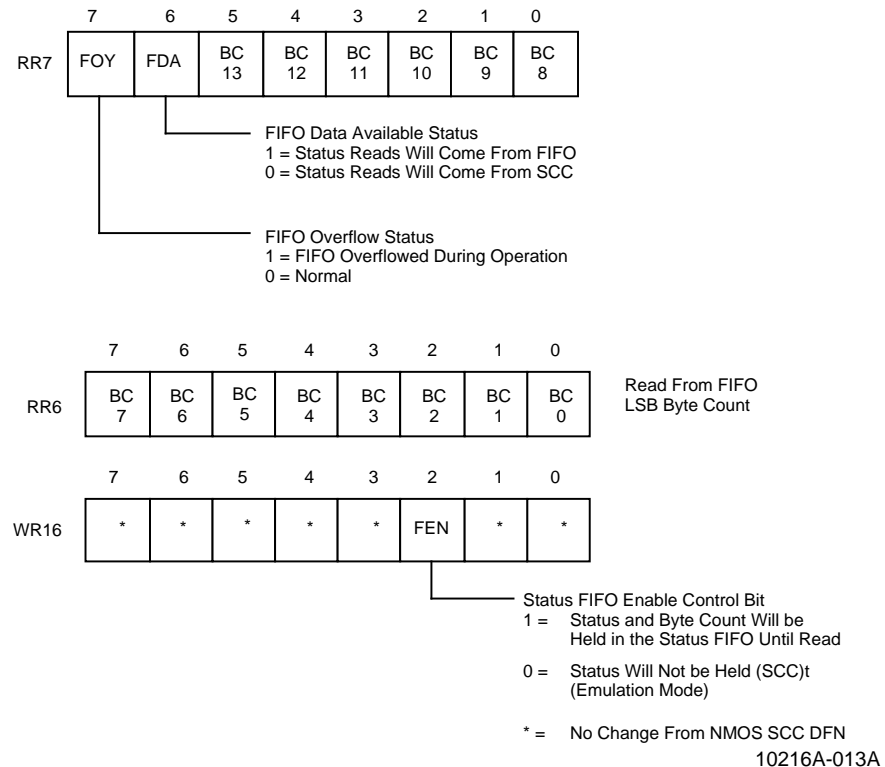 7 6 5 4 3 2 1 0
RR7 FOY FDA BC 13 BC 12 BC 11 BC 10 BC 9 BC 8
FIFO Data Available Status
1 = Status Reads Will Come From FIFO
0 = Status Reads Will Come From SCC
FIFO Overflow Status
1 = FIFO Overflowed During Operation
0 = Normal
7 6 5 4 3 2 1 0
RR6 BC 7 BC 6 BC 5 BC 4 BC 3 BC 2 BC 1 BC 0
Read From FIFO
LSB Byte Count
7 6 5 4 3 2 1 0
WR16 * * * * * FEN * *
Status FIFO Enable Control Bit
1 = Status and Byte Count Will be
Held in the Status FIFO Until Read
0 = Status Will Not be Held (SCC)t
(Emulation Mode)
* = No Change From NMOS SCC DFN
10216A-013A